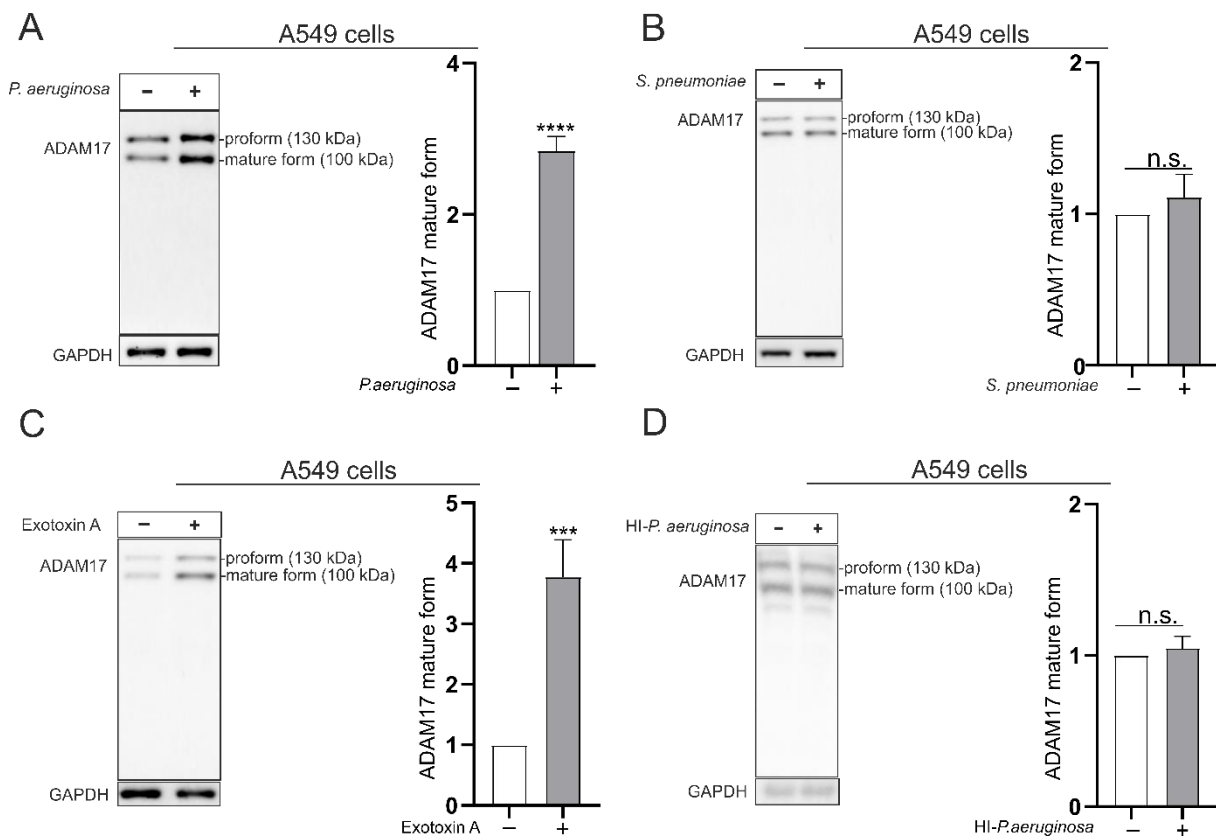 A
A549 cells
P. aeruginosa
– +
ADAM17
-proform (130 kDa)
-mature form (100 kDa)
GAPDH
ADAM17 mature form
4
2
0
****
– +
P.aeruginosa
B
A549 cells
S. pneumoniae
– +
ADAM17
-proform (130 kDa)
-mature form (100 kDa)
GAPDH
ADAM17 mature form
2
1
0
n.s.
– +
S. pneumoniae
C
A549 cells
Exotoxin A
– +
ADAM17
-proform (130 kDa)
-mature form (100 kDa)
GAPDH
ADAM17 mature form
5
4
3
2
1
0
***
Exotoxin A – +
D
A549 cells
HI-P. aeruginosa
– +
ADAM17
-proform (130 kDa)
-mature form (100 kDa)
GAPDH
ADAM17 mature form
2
1
0
n.s.
– +
HI-P.aeruginosa